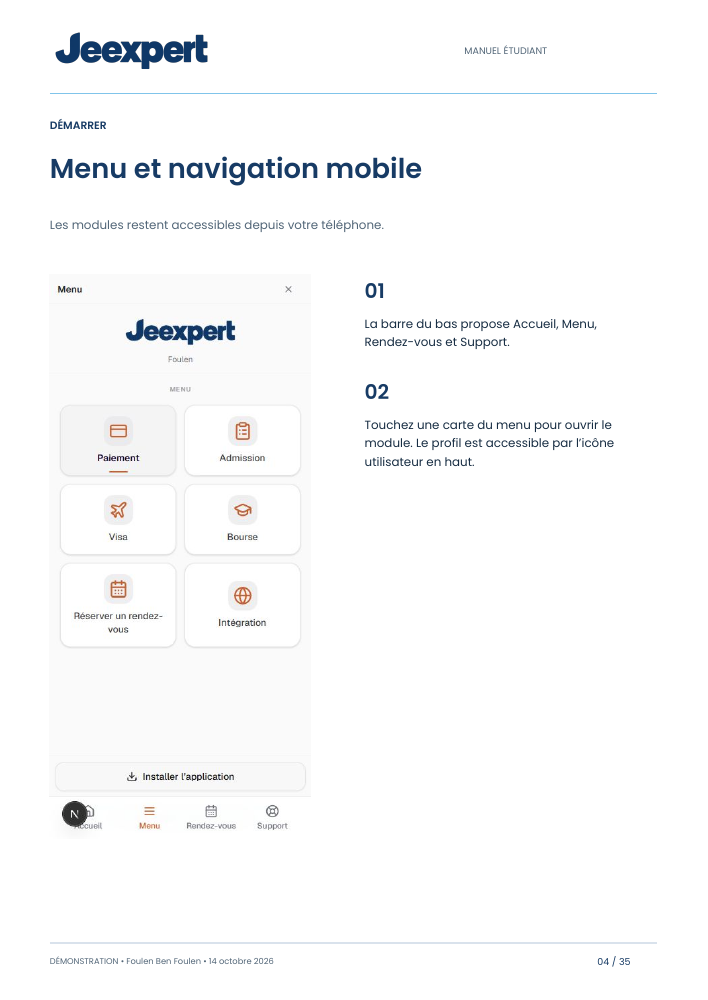 Jeexpert
MANUEL ÉTUDIANT
DÉMARRER
Menu et navigation mobile
Les modules restent accessibles depuis votre téléphone.
Menu
Jeexpert
Foulen
MENU
Paiement
Admission
Visa
Bourse
Réserver un rendez-
vous
Intégration
Installer l'application
N
Accueil
Menu
Rendez-vous
Support
01
La barre du bas propose Accueil, Menu,
Rendez-vous et Support.
02
Touchez une carte du menu pour ouvrir le
module. Le profil est accessible par l'icône
utilisateur en haut.
DÉMONSTRATION • Foulen Ben Foulen • 14 octobre 2026
04 / 35